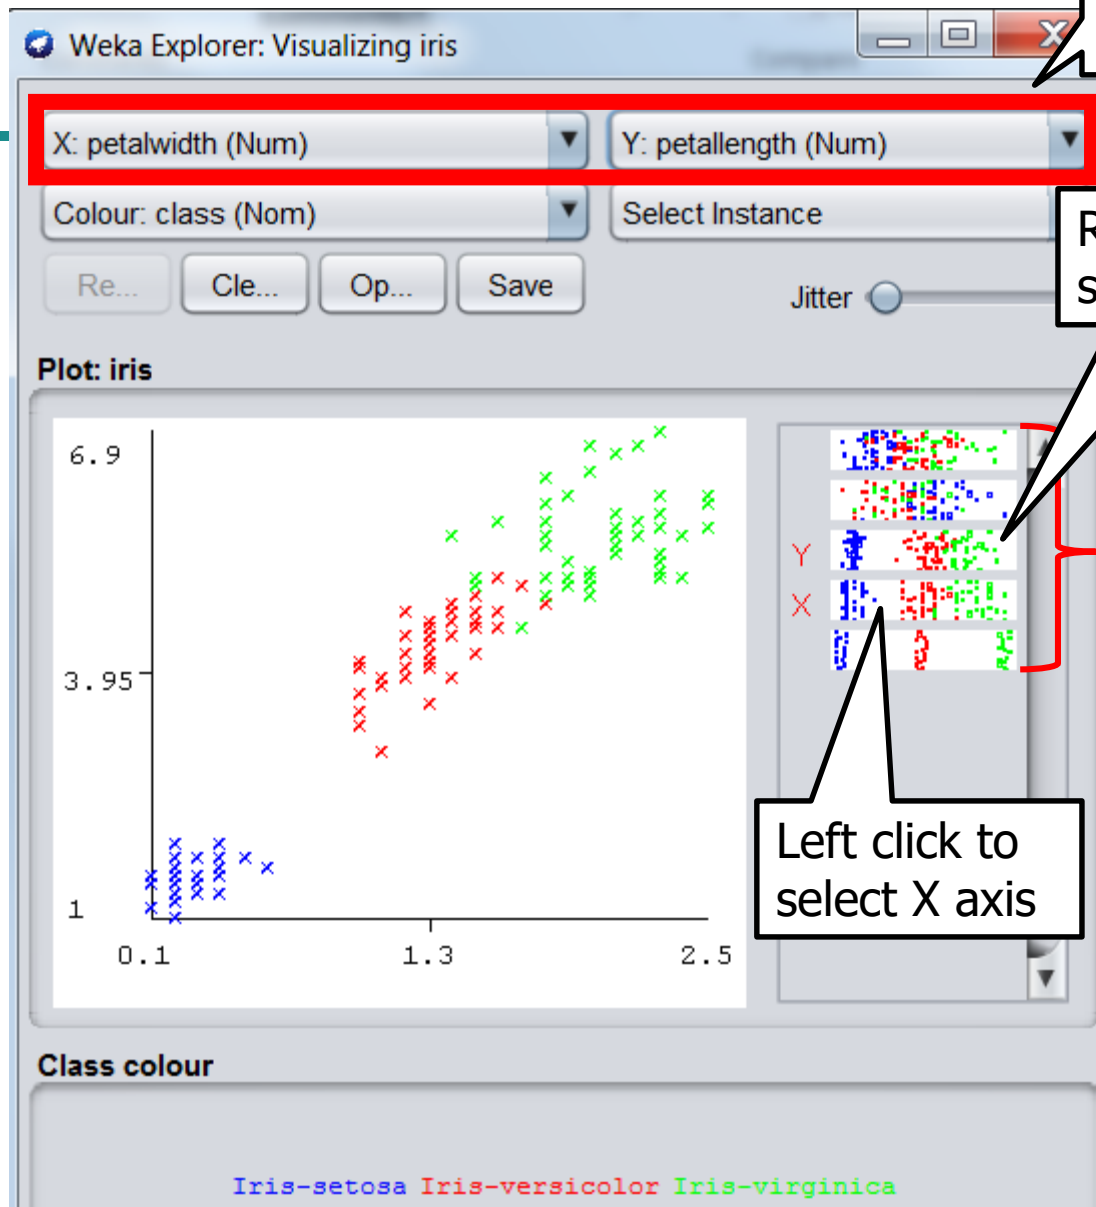 Weka Explorer: Visualizing iris
X: petalwidth (Num)
Y: petallength (Num)
Colour: class (Nom)
Select Instance
R
s
Re...
Cle...
Op...
Save
Jitter
Plot: iris
6.9
3.95
1
0.1
1.3
2.5
Y
X
Left click to
select X axis
Class colour
Iris-setosa Iris-versicolor Iris-virginica